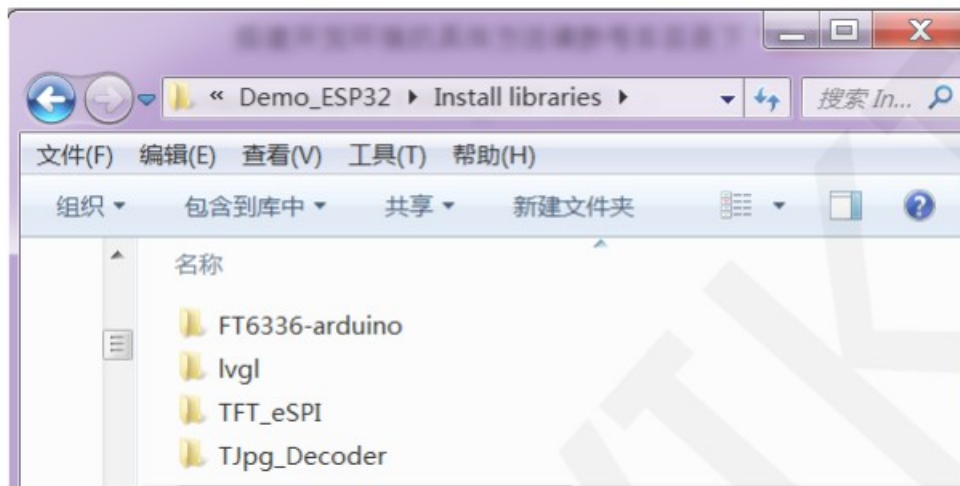 « Demo_ESP32 ▸ Install libraries ▸ 搜索 In...
文件(F) 编辑(E) 查看(V) 工具(T) 帮助(H)
组织 包含到库中 共享 新建文件夹
名称
FT6336-arduino
lvgl
TFT_eSPI
TJpg_Decoder